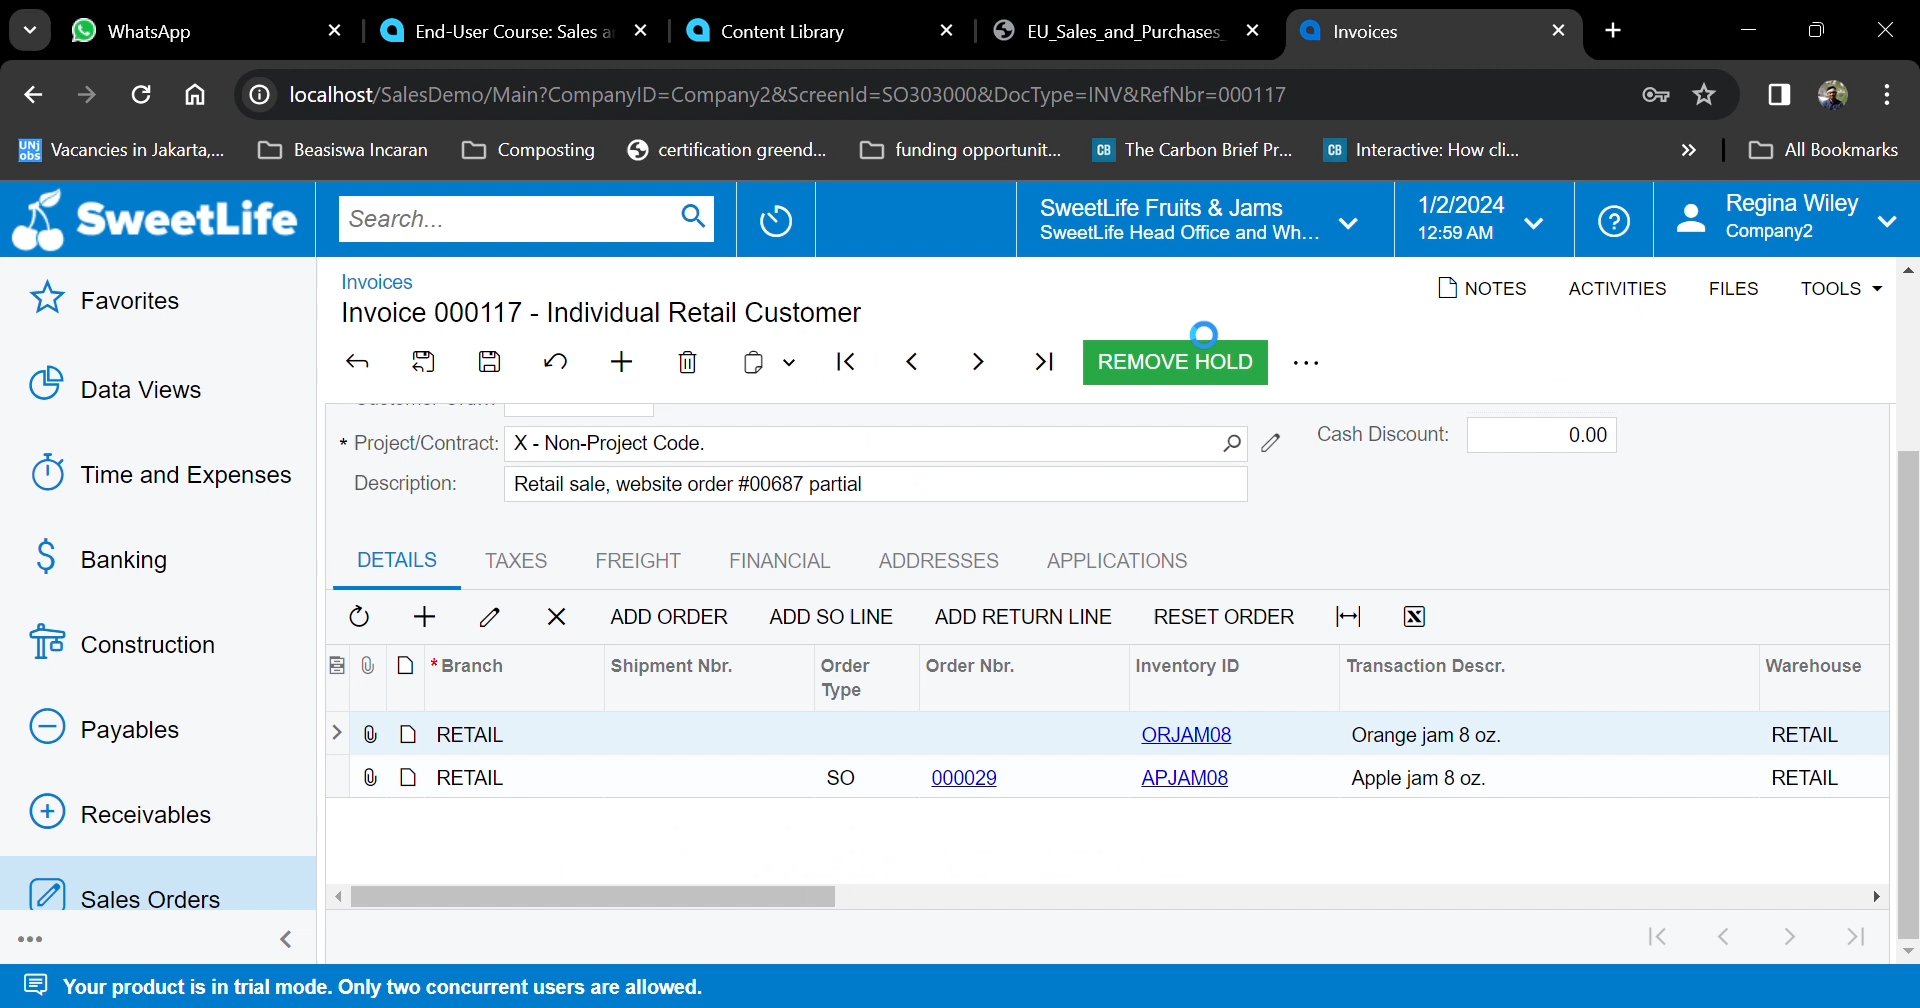 WhatsApp
End-User Course: Sales a
Content Library
EU_Sales_and_Purchases_
Invoices
localhost/SalesDemo/Main?CompanyID=Company2&ScreenId=SO303000&DocType=INV&RefNbr=000117
UNj obs Vacancies in Jakarta,...
Beasiswa Incaran
Composting
certification greend...
funding opportunit...
CB The Carbon Brief Pr...
CB Interactive: How cli...
»
All Bookmarks
SweetLife
Search...
SweetLife Fruits & Jams
SweetLife Head Office and Wh...
1/2/2024
12:59 AM
Regina Wiley
Company2
Favorites
Data Views
Time and Expenses
Banking
Construction
Payables
Receivables
Sales Orders
Invoices
Invoice 000117 - Individual Retail Customer
NOTES
ACTIVITIES
FILES
TOOLS
REMOVE HOLD
* Project/Contract: X - Non-Project Code.
Cash Discount: 0.00
Description: Retail sale, website order #00687 partial
DETAILS TAXES FREIGHT FINANCIAL ADDRESSES APPLICATIONS
ADD ORDER ADD SO LINE ADD RETURN LINE RESET ORDER
* Branch Shipment Nbr. Order Type Order Nbr. Inventory ID Transaction Descr. Warehouse
RETAIL ORJAM08 Orange jam 8 oz. RETAIL
RETAIL SO 000029 APJAM08 Apple jam 8 oz. RETAIL
Your product is in trial mode. Only two concurrent users are allowed.